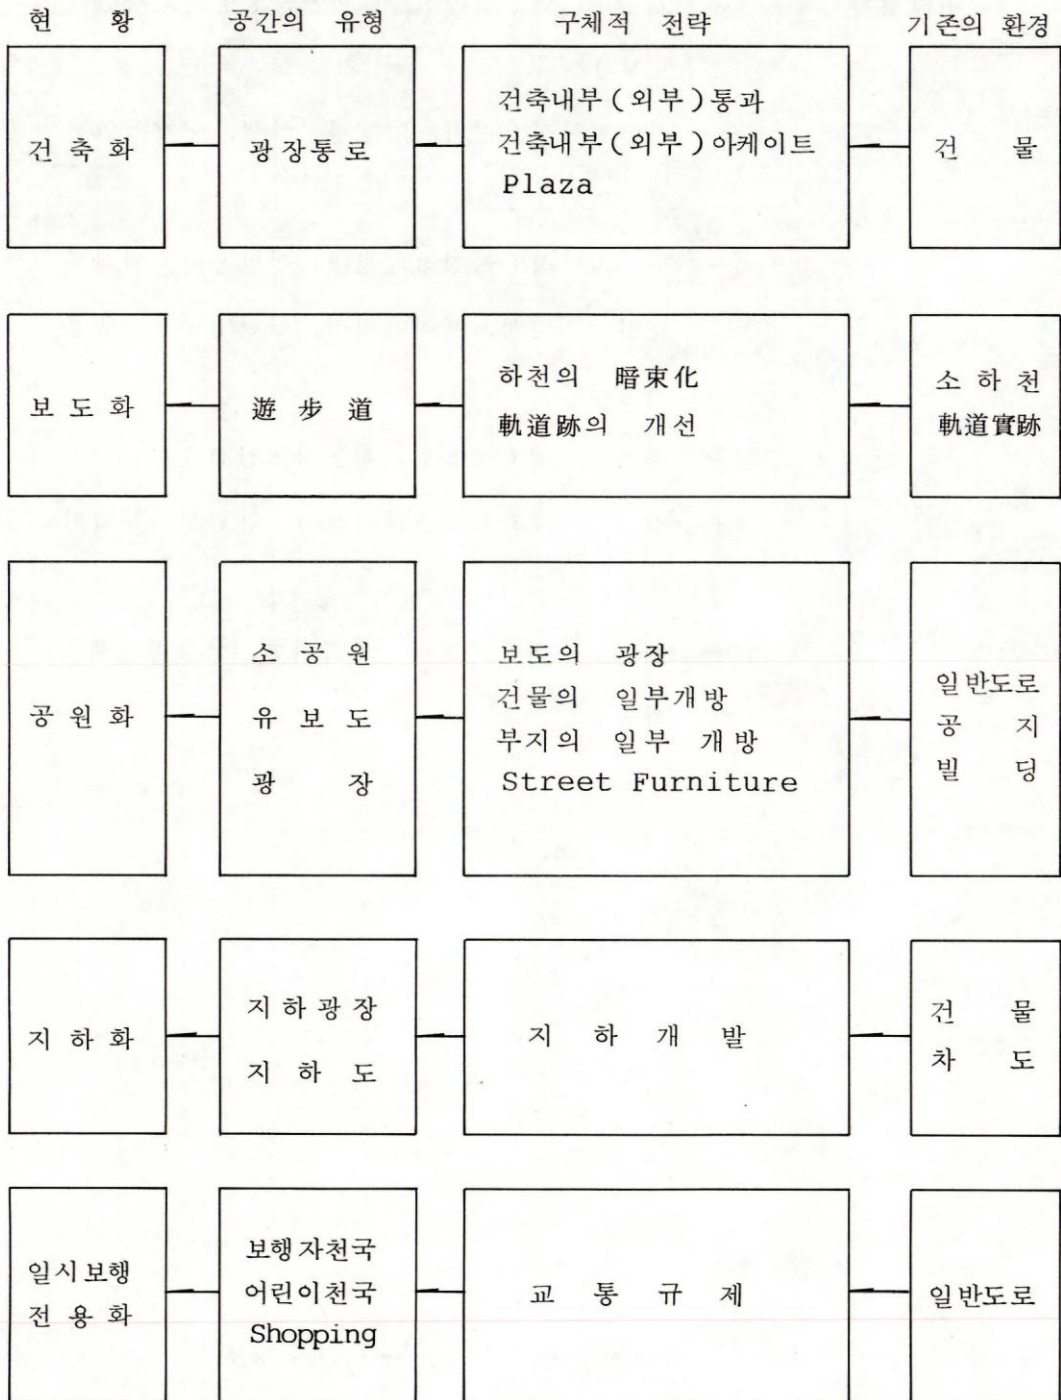 현 황 공간의 유형 구체적 전략 기존의 환경
건축화
광장통로
건축내부(외부)통과
건축내부(외부)아케이트
Plaza
건 물
보도화
遊步道
하천의 暗束化
軌道跡의 개선
소하천
軌道實跡
공원화
소공원
유보도
광 장
보도의 광장
건물의 일부개방
부지의 일부 개방
Street Furniture
일반도로
공 지
빌 딩
지하화
지하광장
지 하 도
지 하 개 발
건 물
차 도
일시보행
전 용 화
보행자천국
어린이천국
Shopping
교 통 규 제
일반도로